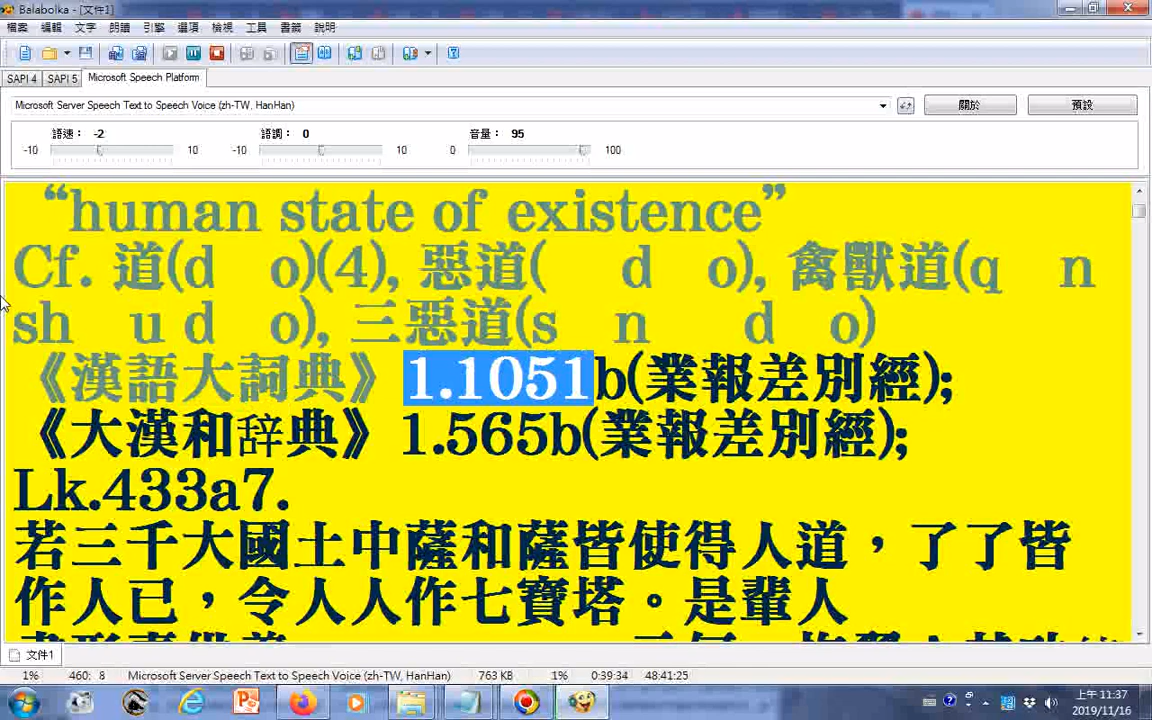 Balabolka - [文件1]
檔案 編輯 文字 朗讀 引擎 選項 檢視 工具 書籤 說明
SAPI 4 SAPI 5 Microsoft Speech Platform
Microsoft Server Speech Text to Speech Voice (zh-TW, HanHan) 關於 預設
語速： -2 語調： 0 音量： 95
-10 10 -10 10 0 100
“human state of existence”
Cf. 道(d o)(4), 惡道( d o), 禽獸道(q n
sh u d o), 三惡道(s n d o)
《漢語大詞典》 1.1051b(業報差別經);
《大漢和辞典》 1.565b(業報差別經);
Lk.433a7.
若三千大國土中薩和薩皆使得人道，了了皆
作人已，令人人作七寶塔。是輩人
文件1
1% 460: 8 Microsoft Server Speech Text to Speech Voice (zh-TW, HanHan) 763 KB 1% 0:39:34 48:41:25
上午 11:37
2019/11/16